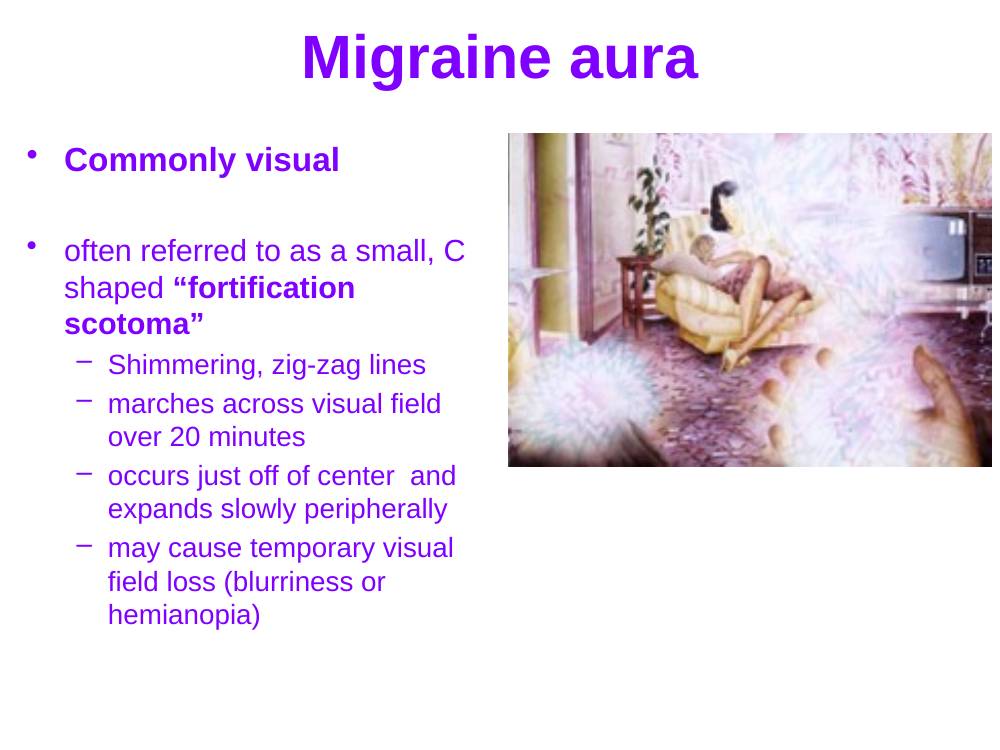 Migraine aura
• Commonly visual
• often referred to as a small, C
shaped “fortification
scotoma”
– Shimmering, zig-zag lines
– marches across visual field
over 20 minutes
– occurs just off of center  and
expands slowly peripherally
– may cause temporary visual
field loss (blurriness or
hemianopia)